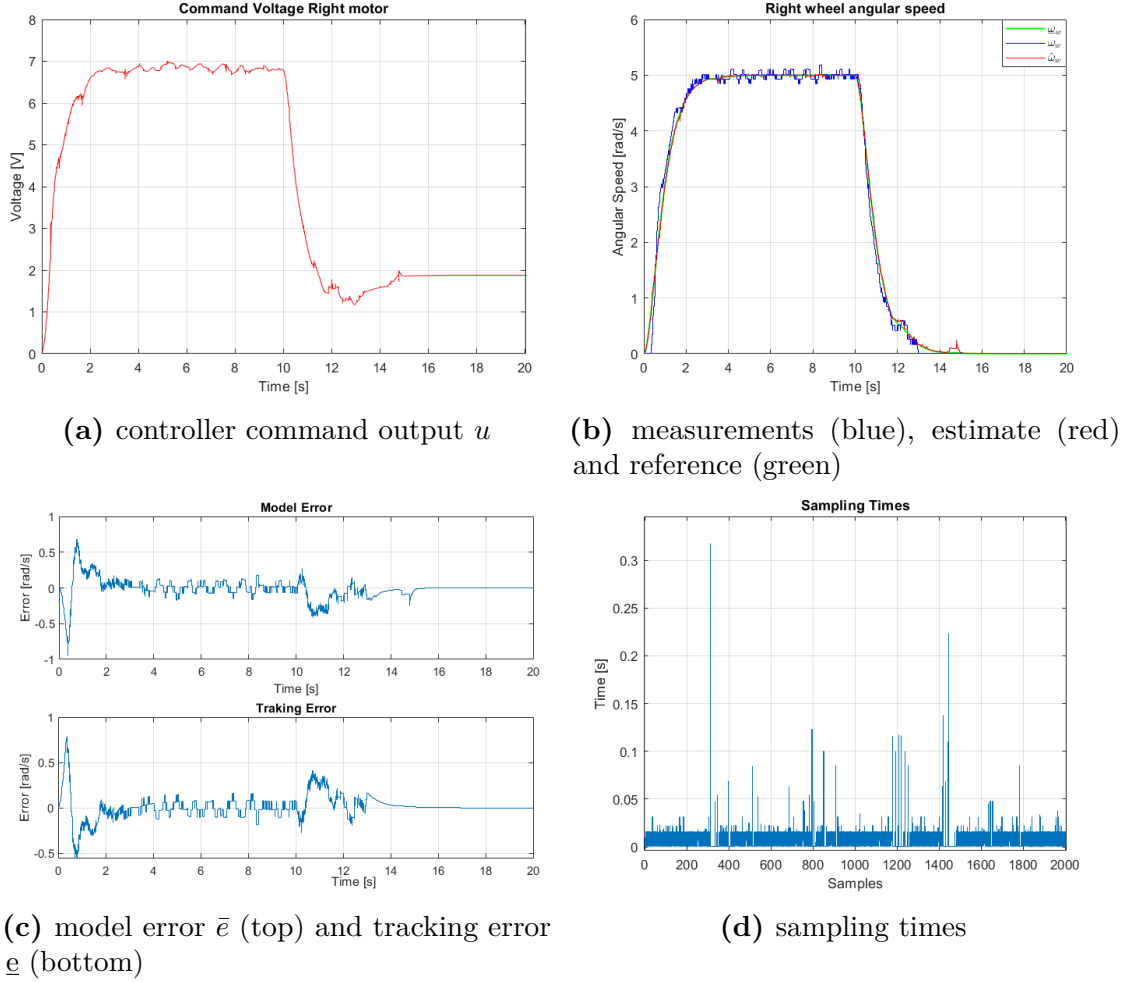 Command Voltage Right motor
Voltage [V]
8
7
6
5
4
3
2
1
0
0 2 4 6 8 10 12 14 16 18 20
Time [s]
(a) controller command output u
Right wheel angular speed
Angular Speed [rad/s]
6
5
4
3
2
1
0
0 2 4 6 8 10 12 14 16 18 20
Time [s]
ω̲w
ωw
ω̂w
(b) measurements (blue), estimate (red)
and reference (green)
Model Error
Error [rad/s]
1
0.5
0
-0.5
-1
0 2 4 6 8 10 12 14 16 18 20
Time [s]
Traking Error
Error [rad/s]
1
0.5
0
-0.5
0 2 4 6 8 10 12 14 16 18 20
Time [s]
(c) model error ē (top) and tracking error
e̲ (bottom)
Sampling Times
Time [s]
0.3
0.25
0.2
0.15
0.1
0.05
0
0 200 400 600 800 1000 1200 1400 1600 1800 2000
Samples
(d) sampling times